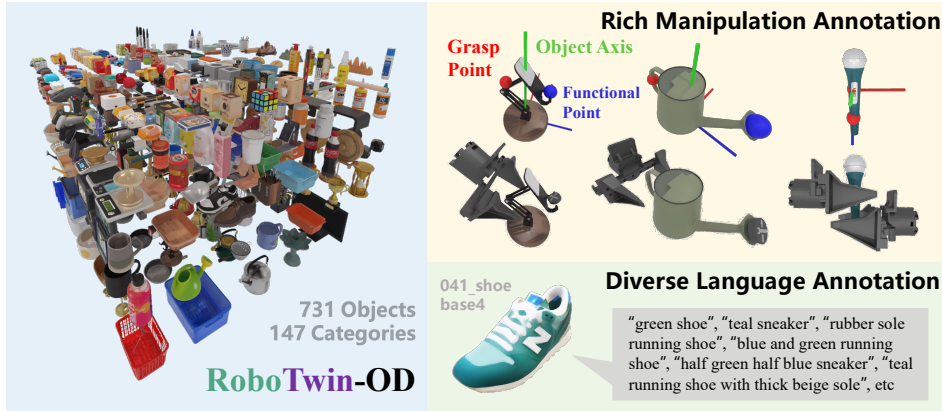 731 Objects
147 Categories
RoboTwin-OD
Rich Manipulation Annotation
Grasp
Point
Object Axis
Functional
Point
Diverse Language Annotation
041_shoe
base4
N
"green shoe", "teal sneaker", "rubber sole
running shoe", "blue and green running
shoe", "half green half blue sneaker", "teal
running shoe with thick beige sole", etc